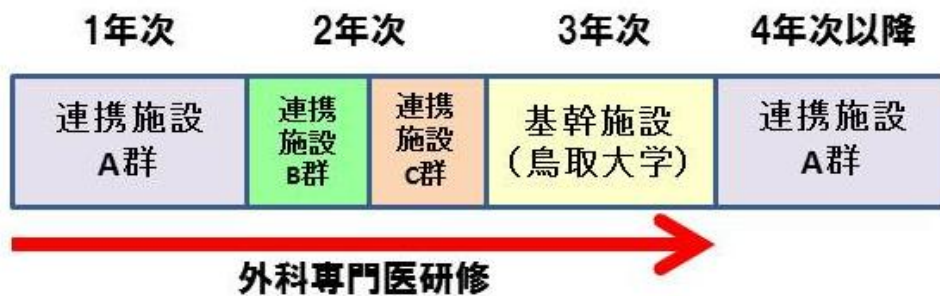 1年次 2年次 3年次 4年次以降
連携施設
A群
連携
施設
B群
連携
施設
C群
基幹施設
(鳥取大学)
連携施設
A群
外科専門医研修